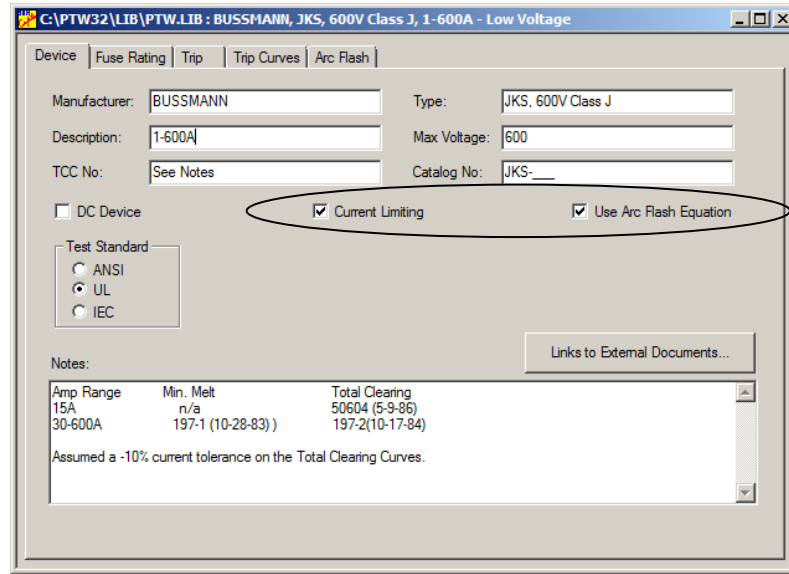 C:\PTW32\LIB\PTW.LIB : BUSSMANN, JKS, 600V Class J, 1-600A - Low Voltage
Device Fuse Rating Trip Trip Curves Arc Flash
Manufacturer: BUSSMANN Type: JKS, 600V Class J
Description: 1-600A Max Voltage: 600
TCC No: See Notes Catalog No: JKS-___
DC Device Current Limiting Use Arc Flash Equation
Test Standard
ANSI
UL
IEC
Links to External Documents...
Notes:
Amp Range Min. Melt Total Clearing
15A n/a 50604 (5-9-86)
30-600A 197-1 (10-28-83) ) 197-2(10-17-84)
Assumed a -10% current tolerance on the Total Clearing Curves.